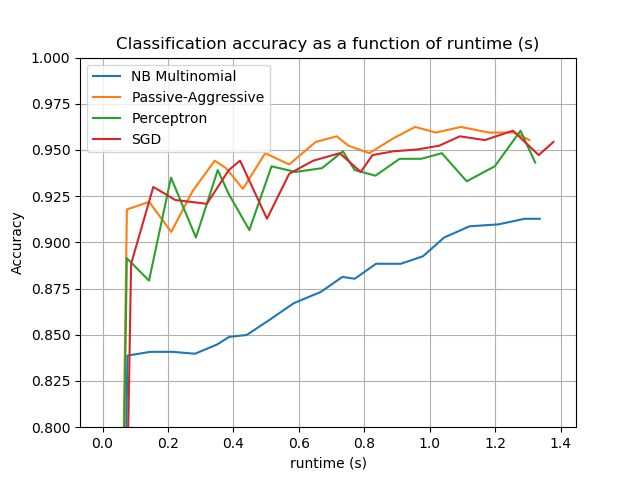 Classification accuracy as a function of runtime (s)
1.000
0.975
0.950
0.925
0.900
0.875
0.850
0.825
0.800
Accuracy
NB Multinomial
Passive-Aggressive
Perceptron
SGD
0.0 0.2 0.4 0.6 0.8 1.0 1.2 1.4
runtime (s)